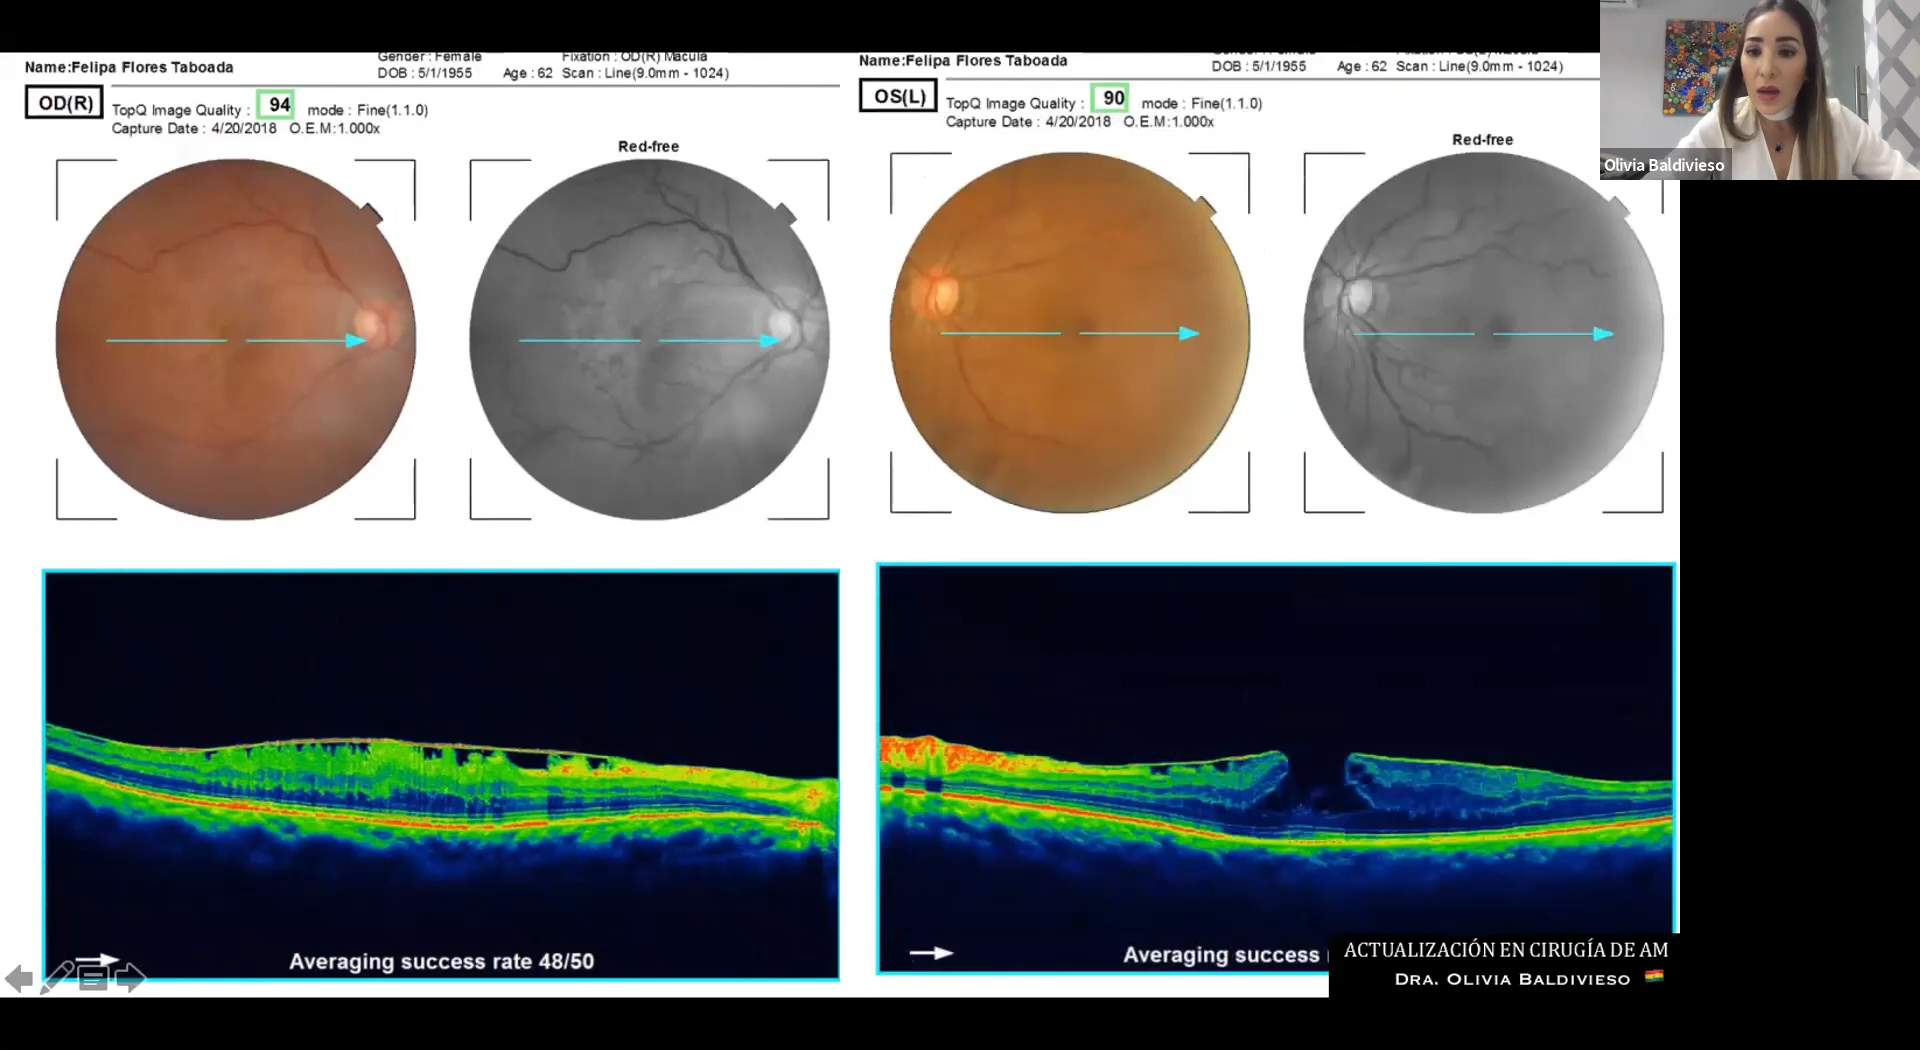 Gender : Female
Fixation : OD(R) Macula
Name:Felipa Flores Taboada
DOB : 5/1/1955 Age : 62 Scan : Line(9.0mm - 1024)
OD(R)
TopQ Image Quality : 94 mode : Fine(1.1.0)
Capture Date : 4/20/2018 O.E.M:1.000x
Red-free
Averaging success rate 48/50
Name:Felipa Flores Taboada
DOB : 5/1/1955 Age : 62 Scan : Line(9.0mm - 1024)
OS(L)
TopQ Image Quality : 90 mode : Fine(1.1.0)
Capture Date : 4/20/2018 O.E.M:1.000x
Red-free
Averaging success
Olivia Baldivieso
ACTUALIZACIÓN EN CIRUGÍA DE AM
DRA. OLIVIA BALDIVIESO